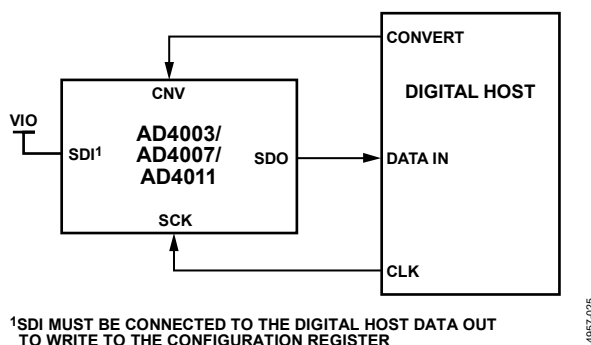 CONVERT
DIGITAL HOST
CNV
VIO
AD4003/
AD4007/
AD4011
SDI¹
SDO
DATA IN
SCK
CLK
¹SDI MUST BE CONNECTED TO THE DIGITAL HOST DATA OUT
TO WRITE TO THE CONFIGURATION REGISTER